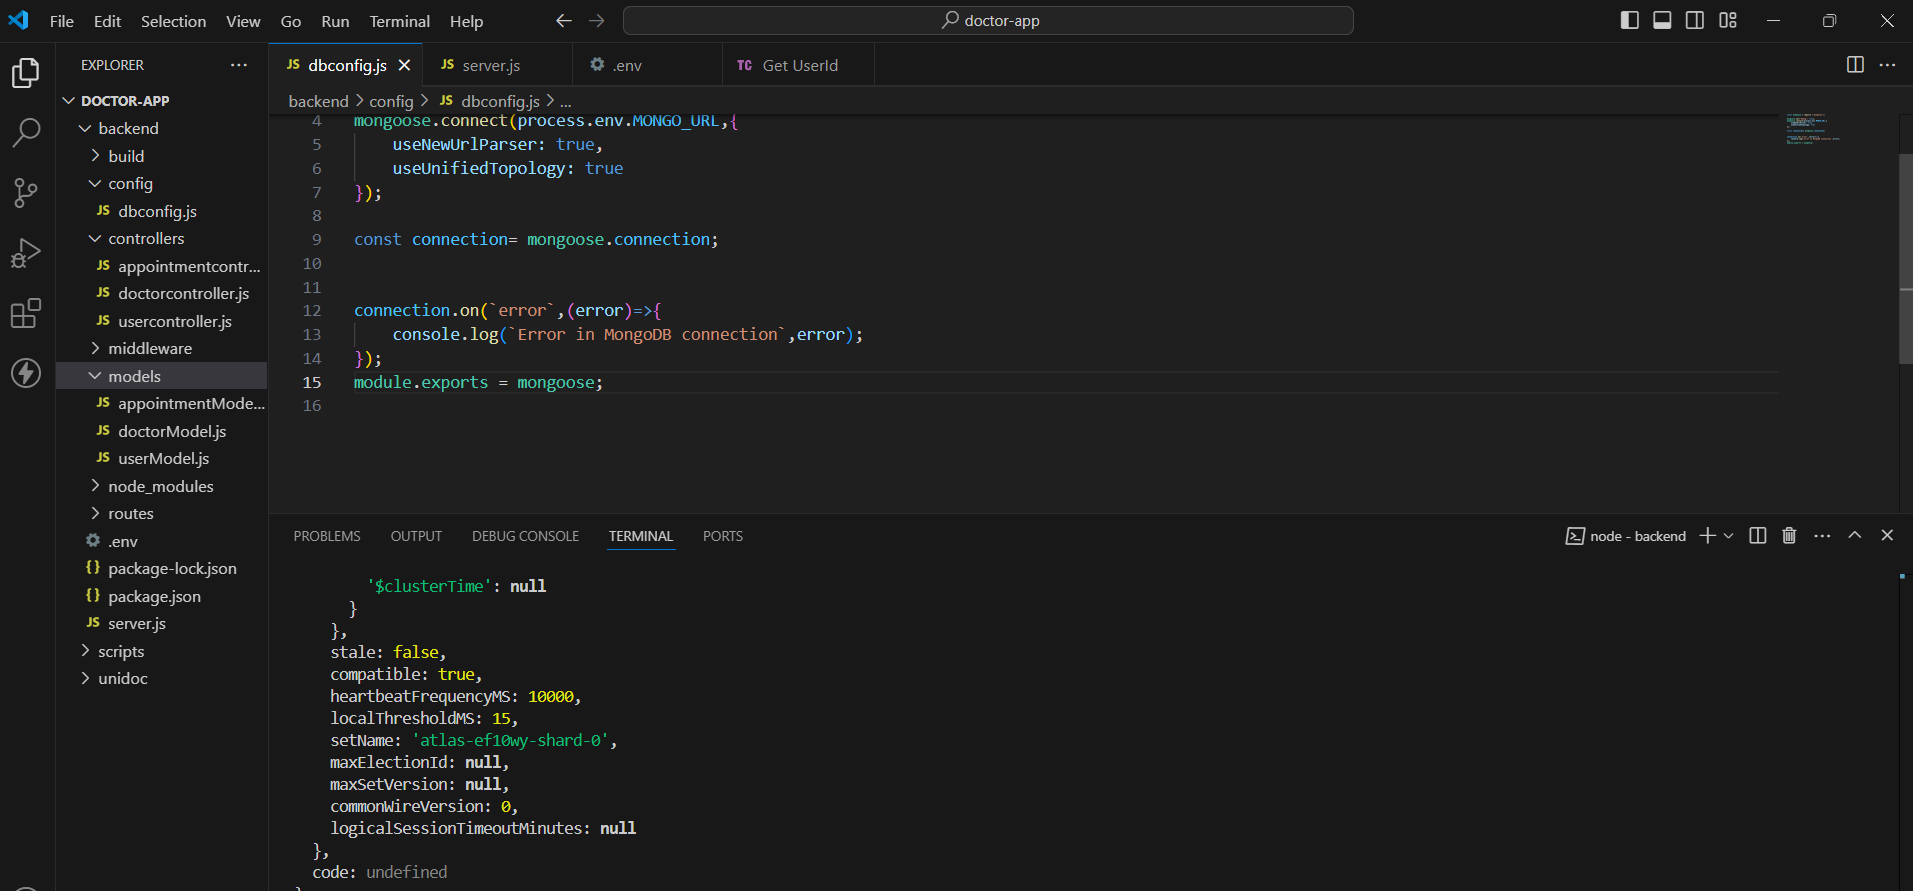 File Edit Selection View Go Run Terminal Help
doctor-app
EXPLORER
DOCTOR-APP
backend
build
config
JS dbconfig.js
controllers
JS appointmentcontr...
JS doctorcontroller.js
JS usercontroller.js
middleware
models
JS appointmentMode...
JS doctorModel.js
JS userModel.js
node_modules
routes
.env
{} package-lock.json
{} package.json
JS server.js
scripts
unidoc
JS dbconfig.js
JS server.js
.env
TC Get UserId
backend > config > JS dbconfig.js > ...
4 mongoose.connect(process.env.MONGO_URL,{
5 useNewUrlParser: true,
6 useUnifiedTopology: true
7 });
8
9 const connection= mongoose.connection;
10
11
12 connection.on(`error`,(error)=>{
13 console.log(`Error in MongoDB connection`,error);
14 });
15 module.exports = mongoose;
16
PROBLEMS OUTPUT DEBUG CONSOLE TERMINAL PORTS
node - backend
'$clusterTime': null
}
},
stale: false,
compatible: true,
heartbeatFrequencyMS: 10000,
localThresholdMS: 15,
setName: 'atlas-ef10wy-shard-0',
maxElectionId: null,
maxSetVersion: null,
commonWireVersion: 0,
logicalSessionTimeoutMinutes: null
},
code: undefined